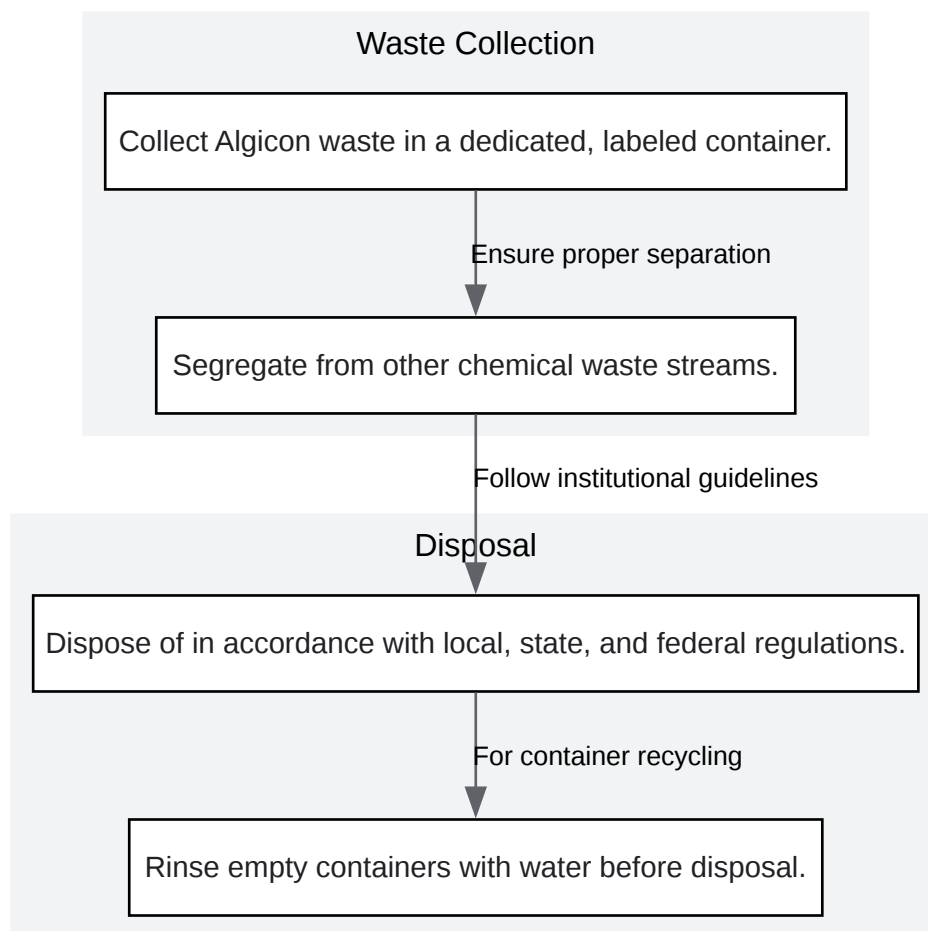 Waste Collection
Collect Algicon waste in a dedicated, labeled container.
Ensure proper separation
Segregate from other chemical waste streams.
Follow institutional guidelines
Disposal
Dispose of in accordance with local, state, and federal regulations.
For container recycling
Rinse empty containers with water before disposal.